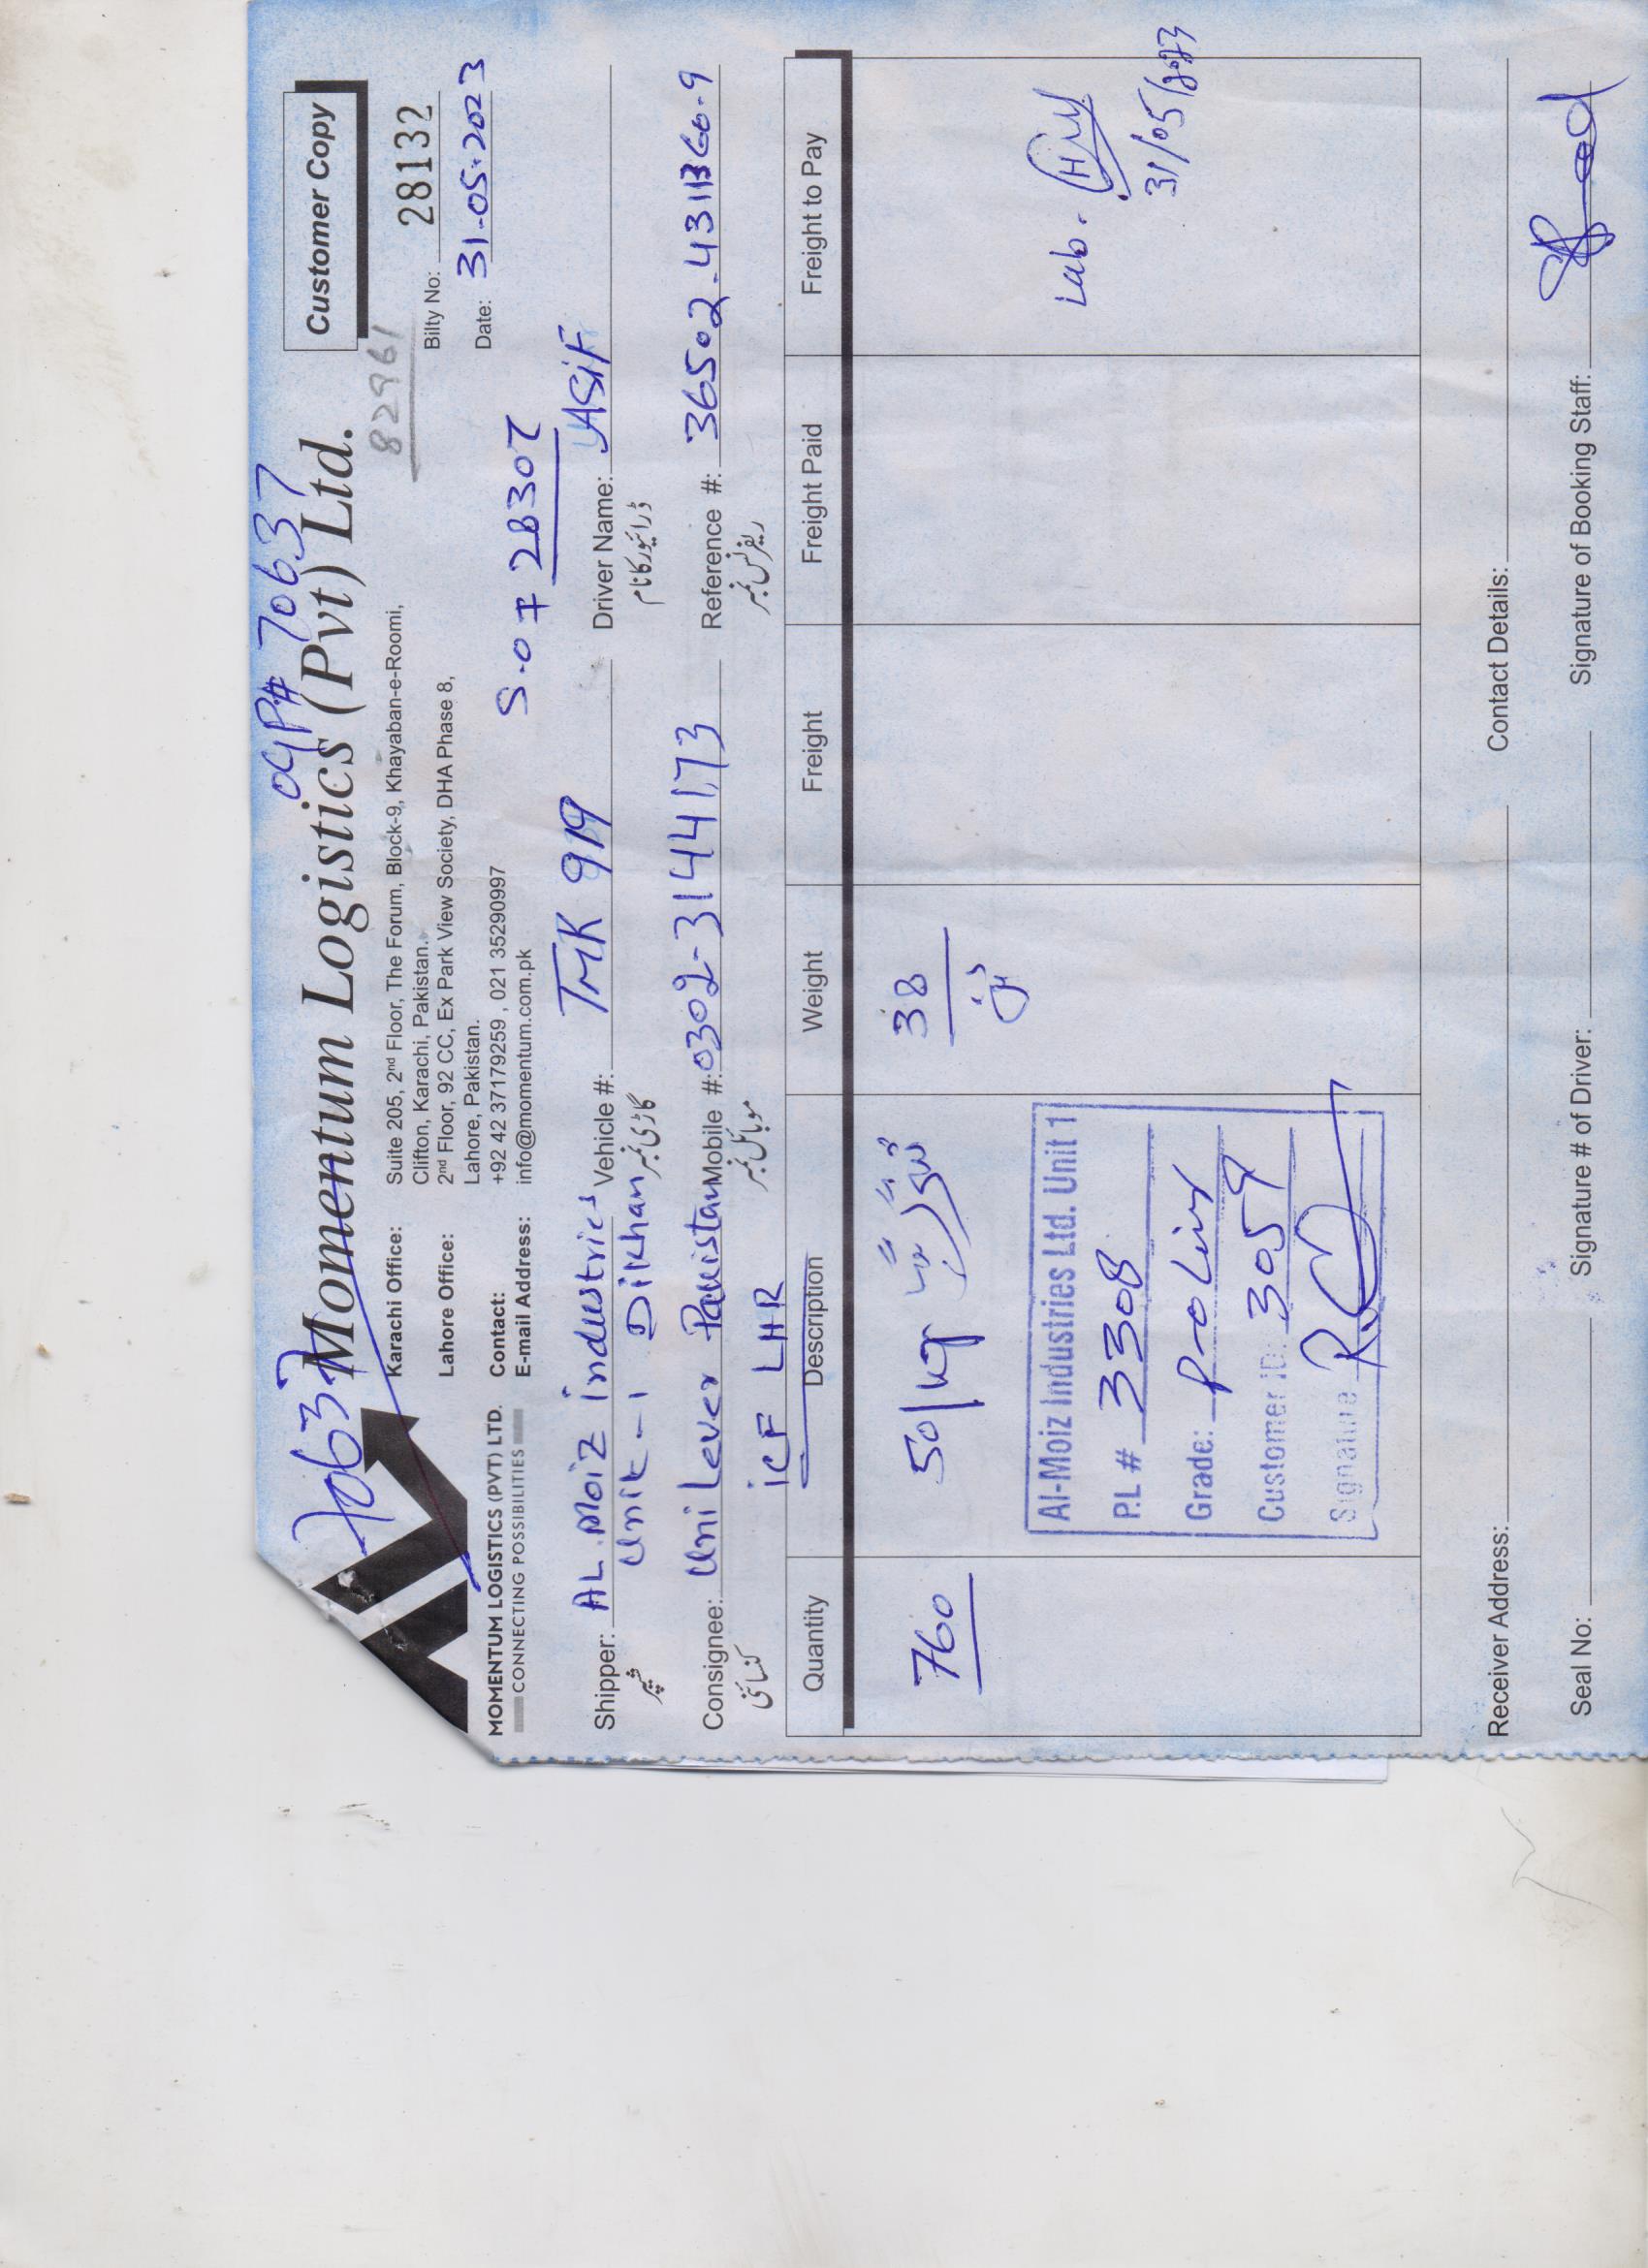 OGP# 70637
70637
Momentum Logistics (Pvt) Ltd.
Customer Copy
82961
Karachi Office: Suite 205, 2nd Floor, The Forum, Block-9, Khayaban-e-Roomi,
Clifton, Karachi, Pakistan.
Lahore Office: 2nd Floor, 92 CC, Ex Park View Society, DHA Phase 8,
Lahore, Pakistan.
Contact: +92 42 37179259 , 021 35290997
E-mail Address: info@momentum.com.pk
MOMENTUM LOGISTICS (PVT) LTD.
CONNECTING POSSIBILITIES
Bilty No: 28132
Date: 31-05-2023
S.O # 28307
Shipper: AL.Moiz industries Vehicle #: TMK 919 Driver Name: YASiF
شپر Unit-1 Dikhan گاڑی نمبر ڈرائیور کا نام
Consignee: Uni Lever Pakistan Mobile #: 0302-3144173 Reference #: 36502-4311360-9
کنسائنی موبائل نمبر ریفرنس نمبر
iCF LHR
Quantity Description Weight Freight Freight Paid Freight to Pay
760 50/kg 38
ٹن
Al-Moiz Industries Ltd. Unit 1
P.L # 3308
Grade:
Customer ID: 3059
Signature
Lab.
31/05/2023
Receiver Address: Contact Details:
Seal No: Signature # of Driver: Signature of Booking Staff: